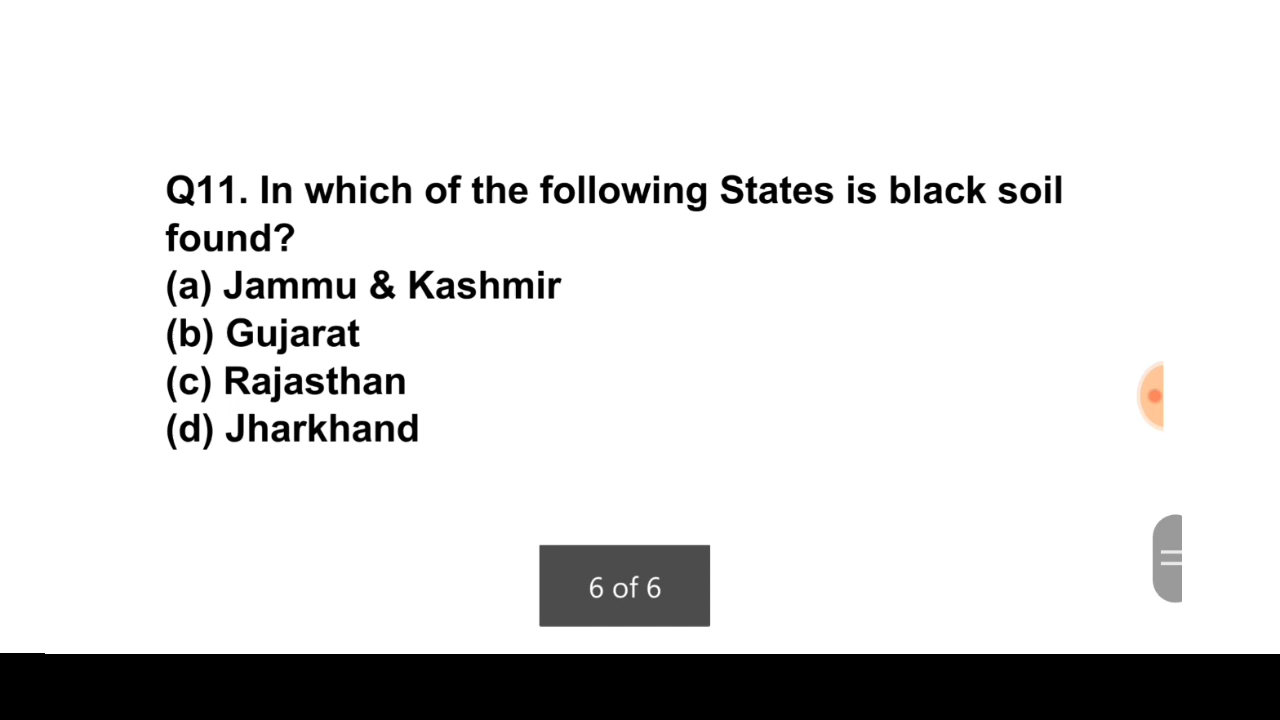 Q11. In which of the following States is black soil
found?
(a) Jammu & Kashmir
(b) Gujarat
(c) Rajasthan
(d) Jharkhand
6 of 6